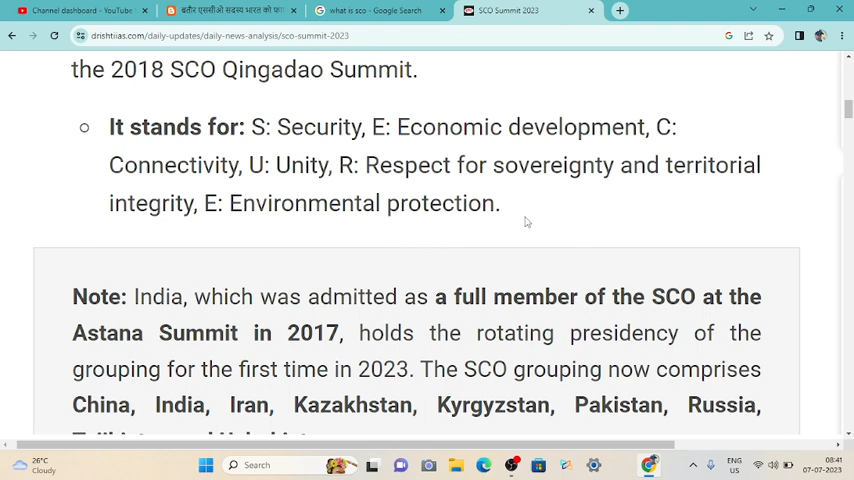 Channel dashboard - YouTube
बतौर एससीओ सदस्य भारत को फा
what is sco - Google Search
SCO Summit 2023
drishtiias.com/daily-updates/daily-news-analysis/sco-summit-2023
the 2018 SCO Qingadao Summit.
It stands for: S: Security, E: Economic development, C:
Connectivity, U: Unity, R: Respect for sovereignty and territorial
integrity, E: Environmental protection.
Note: India, which was admitted as a full member of the SCO at the
Astana Summit in 2017, holds the rotating presidency of the
grouping for the first time in 2023. The SCO grouping now comprises
China, India, Iran, Kazakhstan, Kyrgyzstan, Pakistan, Russia,
26°C
Cloudy
Search
ENG
US
08:41
07-07-2023